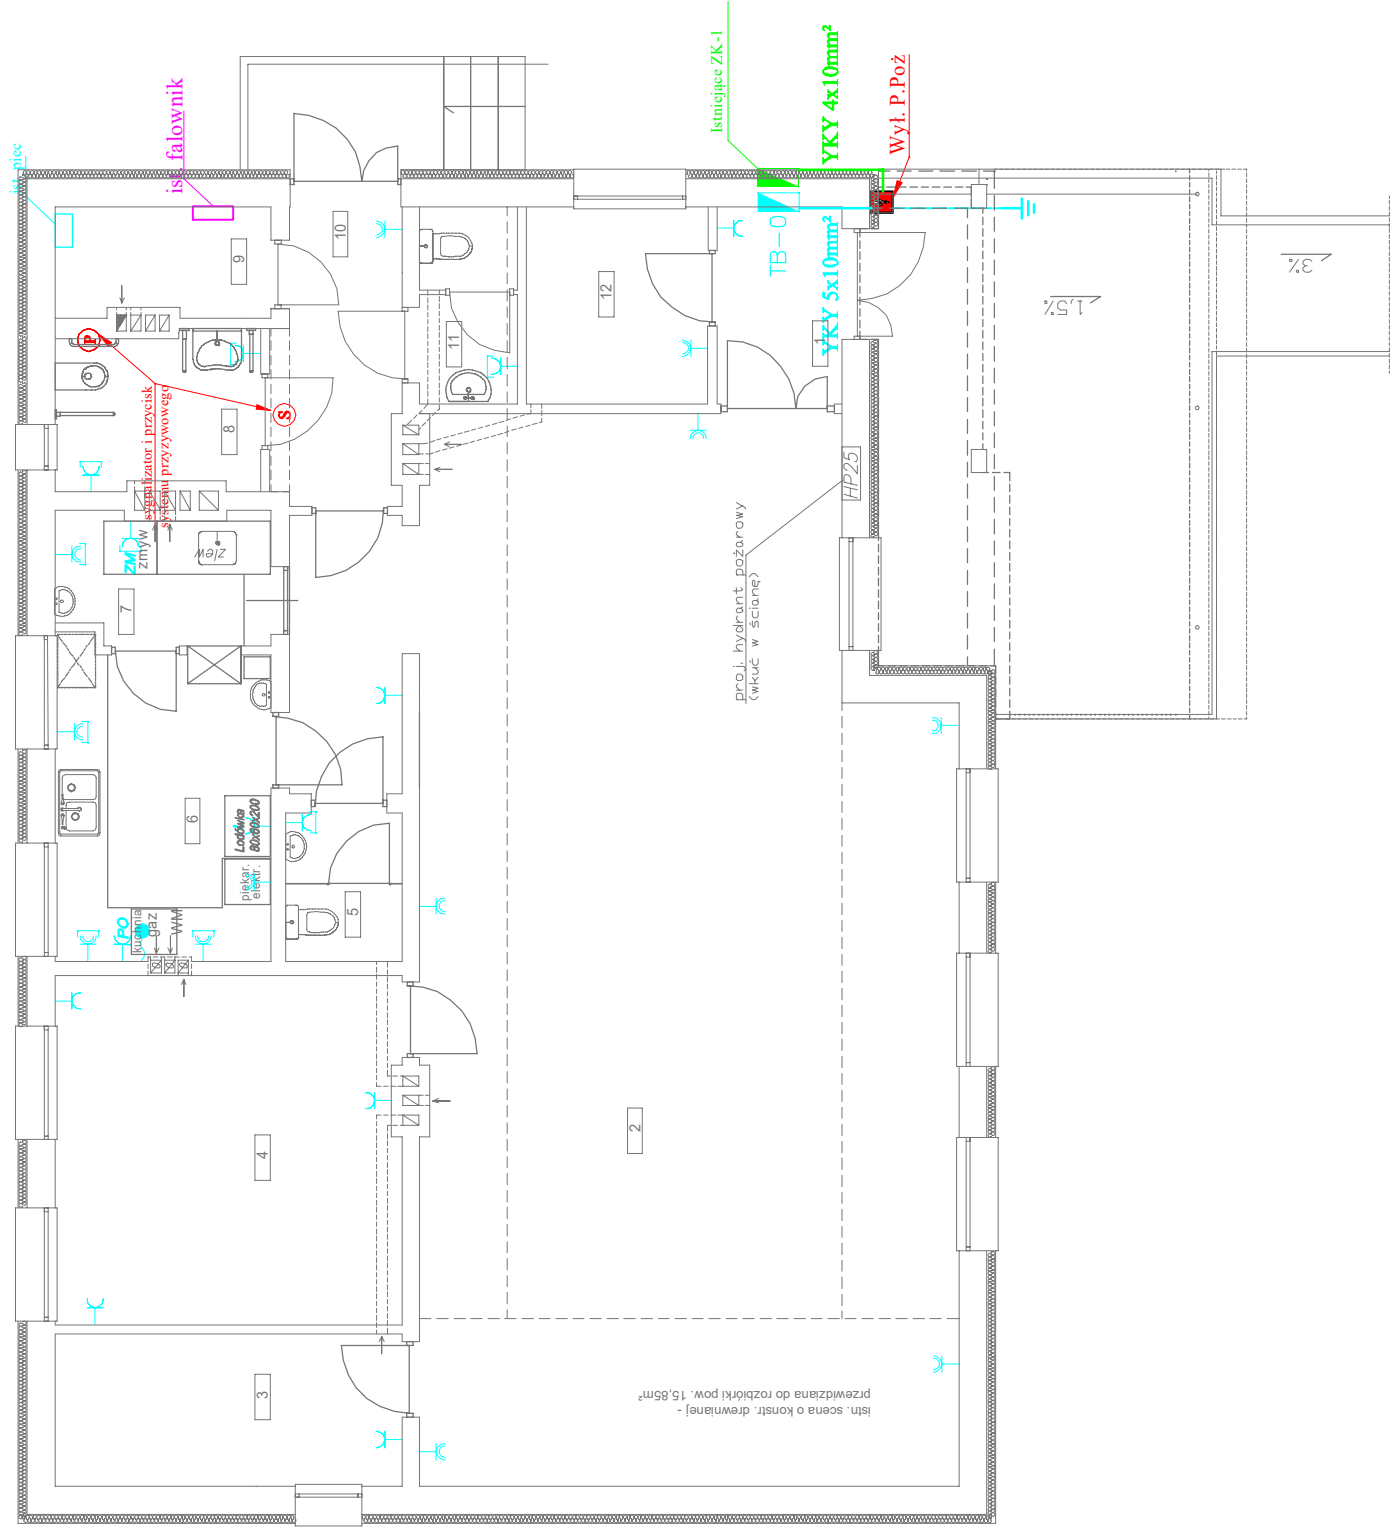 ist. piec
ist. falownik
Istniejące ZK-1
YKY 4x10mm²
Wył. P.Poż
TB-0
YKY 5x10mm²
1
9
10
12
11
8
P
S
sygnalizator i przycisk
systemu przyzywowego
3%
1,5%
HP25
proj. hydrant pożarowy
(wkuć w ścianę)
ZM
zmyw
zlew
7
6
Lodówka
80x60x200
piekar.
elektr.
5
PO
kuchnia
gaz
WM
4
2
3
istn. scena o konstr. drewnianej -
przewidziana do rozbiórki pow. 15,85m²